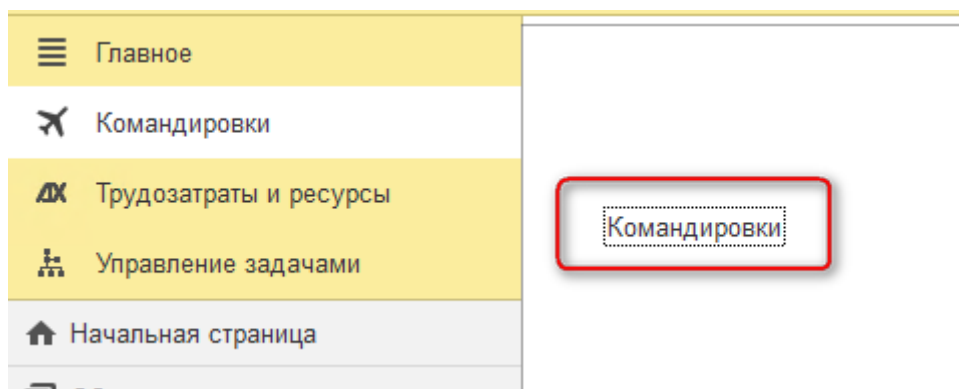 Главное
Командировки
Трудозатраты и ресурсы
Управление задачами
Начальная страница
Командировки